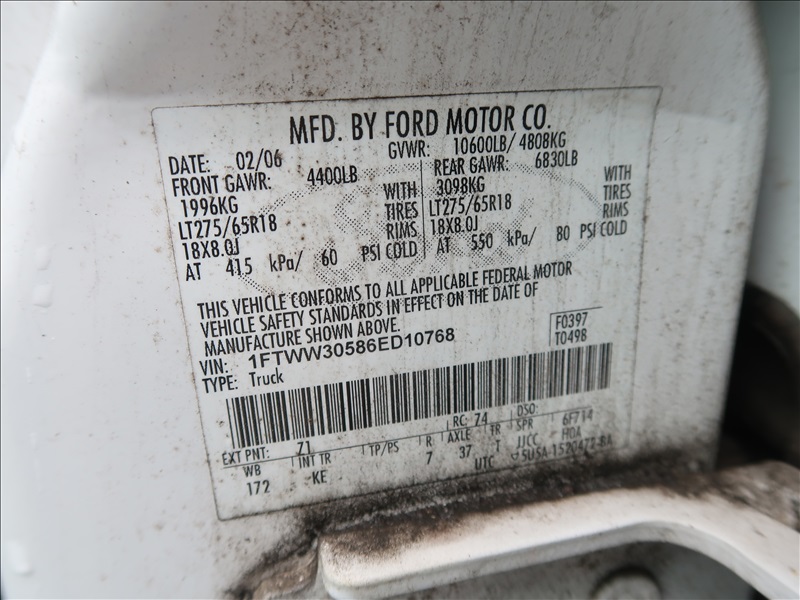 MFD. BY FORD MOTOR CO.
DATE: 02/06 GVWR: 10600LB/ 4808KG
FRONT GAWR: 4400LB REAR GAWR: 6830LB
1996KG WITH 3098KG WITH
LT275/65R18 TIRES LT275/65R18 TIRES
18X8.0J RIMS 18X8.0J RIMS
AT 415 kPa/ 60 PSI COLD AT 550 kPa/ 80 PSI COLD
THIS VEHICLE CONFORMS TO ALL APPLICABLE FEDERAL MOTOR
VEHICLE SAFETY STANDARDS IN EFFECT ON THE DATE OF
MANUFACTURE SHOWN ABOVE.
VIN: 1FTWW30586ED10768 F0397
TYPE: Truck T049B
EXT PNT: Z1 RC: 74 DSO:
WB INT TR TP/PS R AXLE TR SPR 6F714
172 KE 7 37 T JJCC HOA
UTC